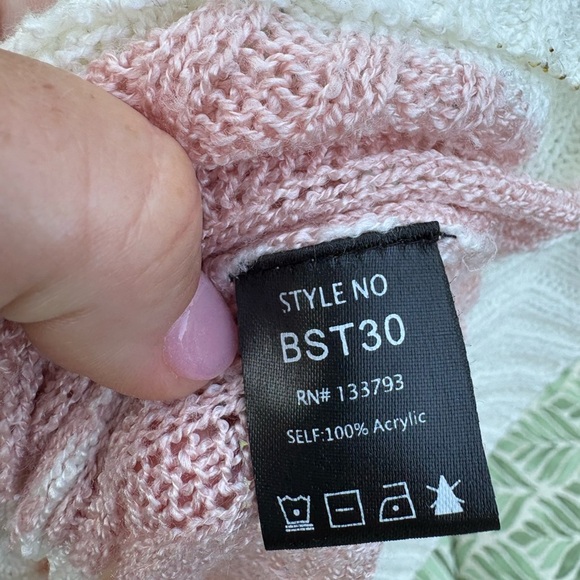 STYLE NO
BST30
RN# 133793
SELF:100% Acrylic